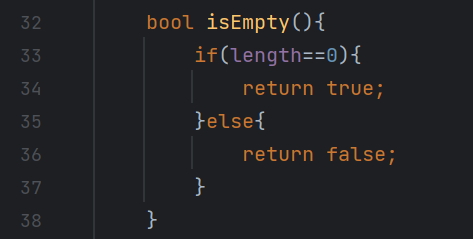 32 bool isEmpty(){
33 if(length==0){
34 return true;
35 }else{
36 return false;
37 }
38 }